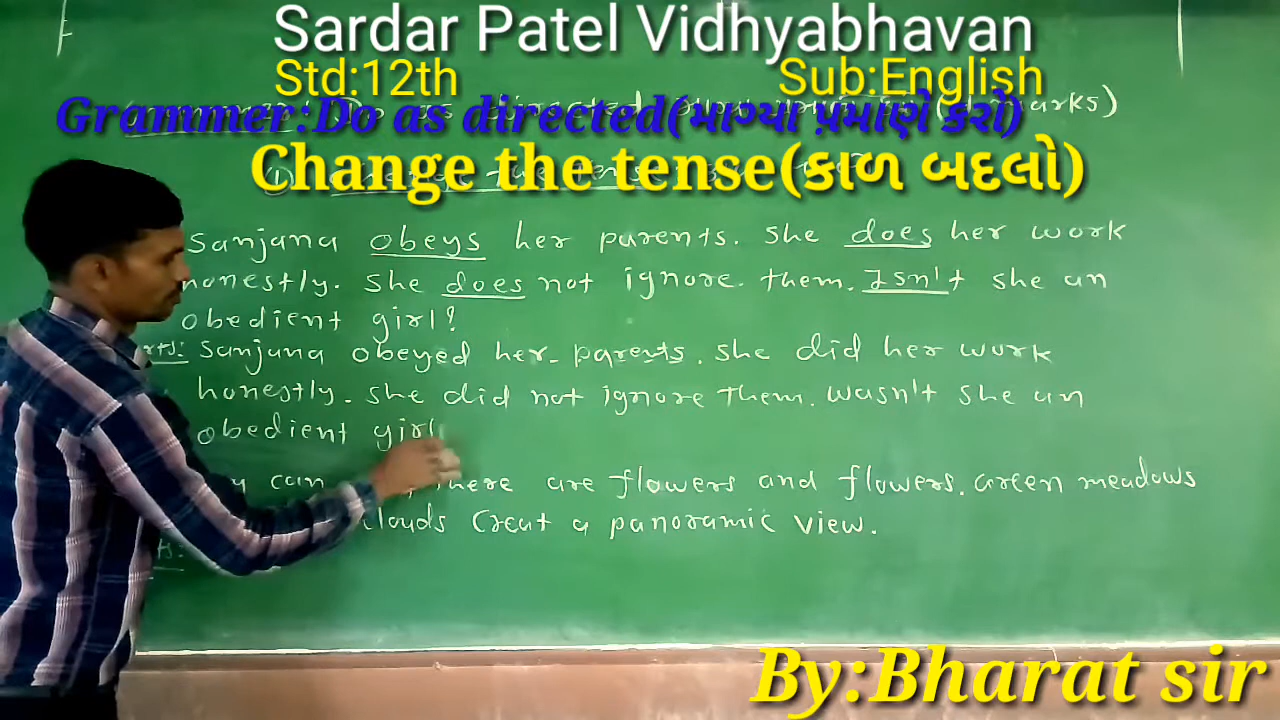 Sardar Patel Vidhyabhavan
Std:12th Sub:English
Grammer:Do as directed(માગ્યા પ્રમાણે કરો)
Change the tense(કાળ બદલો)
Sanjana obeys her parents. She does her work
honestly. She does not ignore them. Isn't she an
obedient girl?
Sanjana obeyed her parents. She did her work
honestly. She did not ignore them. wasn't she an
obedient girl
can there are flowers and flowers. Green meadows
clouds Creat a panoramic view.
By:Bharat sir